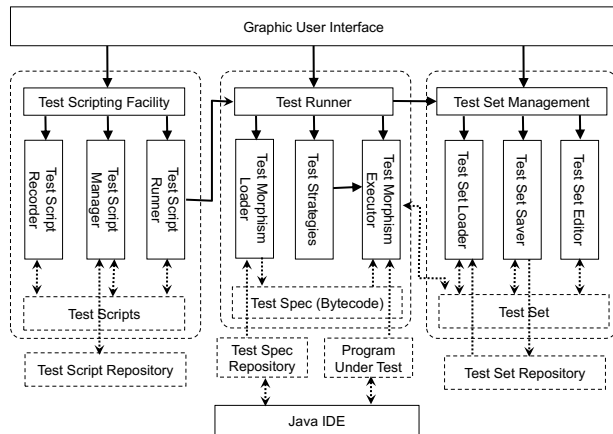 Graphic User Interface
Test Scripting Facility
Test Runner
Test Set Management
Test Script
Recorder
Test Script
Manager
Test Script
Runner
Test Morphism
Loader
Test Strategies
Test Morphism
Executor
Test Set Loader
Test Set Saver
Test Set Editor
Test Scripts
Test Spec (Bytecode)
Test Set
Test Script Repository
Test Spec
Repository
Program
Under Test
Test Set Repository
Java IDE